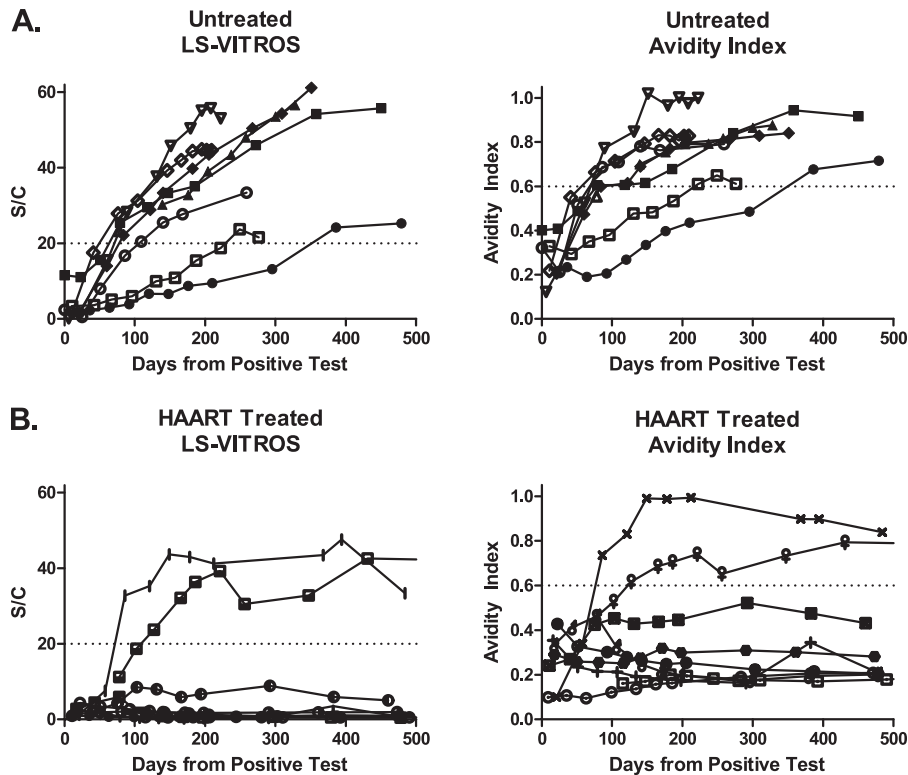 A.
Untreated
LS-VITROS
60
40
20
0
S/C
0 100 200 300 400 500
Days from Positive Test
Untreated
Avidity Index
1.0
0.8
0.6
0.4
0.2
0.0
Avidity Index
0 100 200 300 400 500
Days from Positive Test
B.
HAART Treated
LS-VITROS
60
40
20
0
S/C
0 100 200 300 400 500
Days from Positive Test
HAART Treated
Avidity Index
1.0
0.8
0.6
0.4
0.2
0.0
Avidity Index
0 100 200 300 400 500
Days from Positive Test